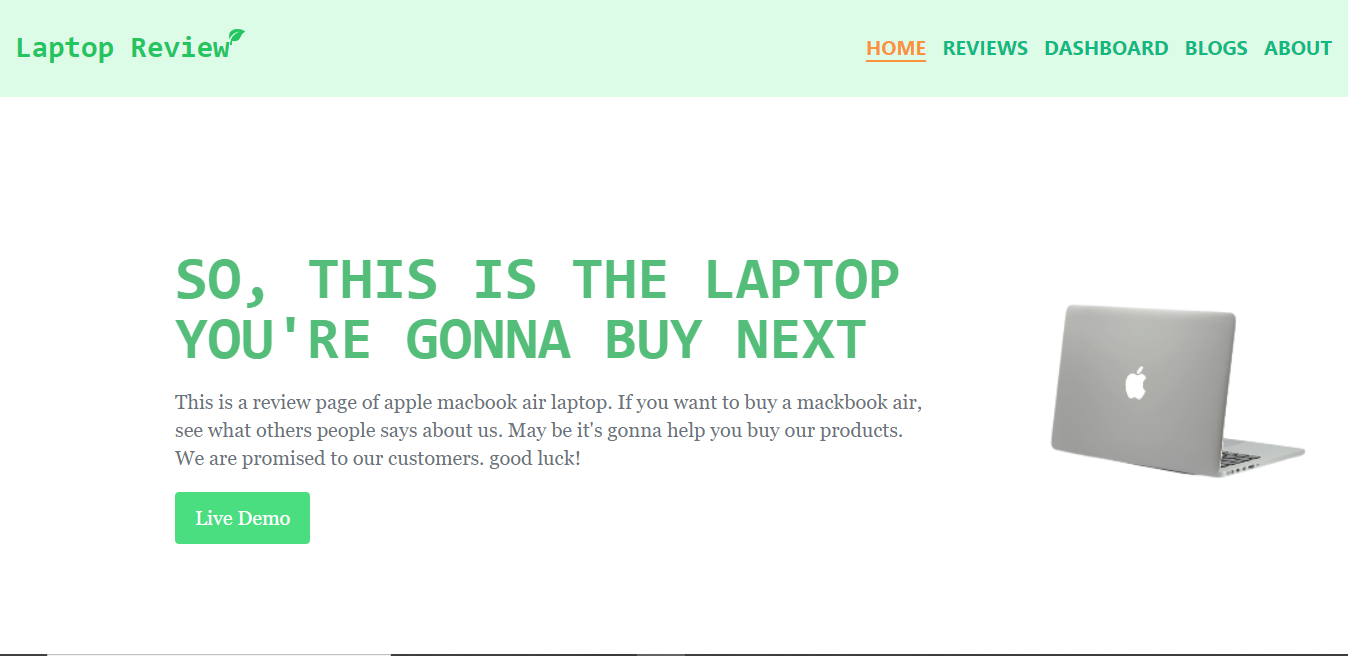 Laptop Review
HOME REVIEWS DASHBOARD BLOGS ABOUT
SO, THIS IS THE LAPTOP
YOU'RE GONNA BUY NEXT
This is a review page of apple macbook air laptop. If you want to buy a mackbook air,
see what others people says about us. May be it's gonna help you buy our products.
We are promised to our customers. good luck!
Live Demo